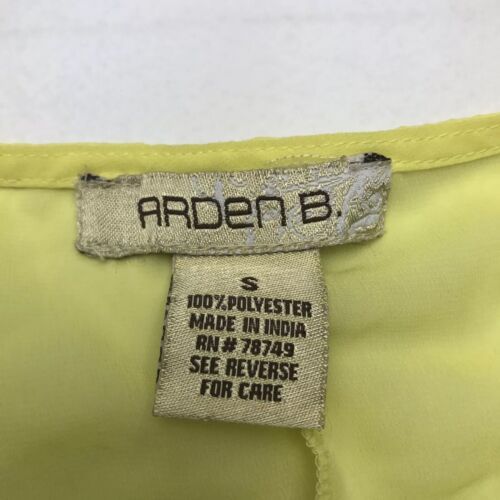 ARDen B.
S
100% POLYESTER
MADE IN INDIA
RN # 78749
SEE REVERSE
FOR CARE